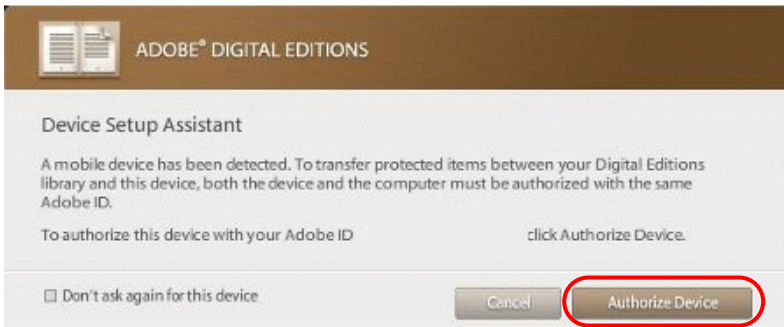 ADOBE® DIGITAL EDITIONS
Device Setup Assistant
A mobile device has been detected. To transfer protected items between your Digital Editions
library and this device, both the device and the computer must be authorized with the same
Adobe ID.
To authorize this device with your Adobe ID click Authorize Device.
Don't ask again for this device
Cancel Authorize Device